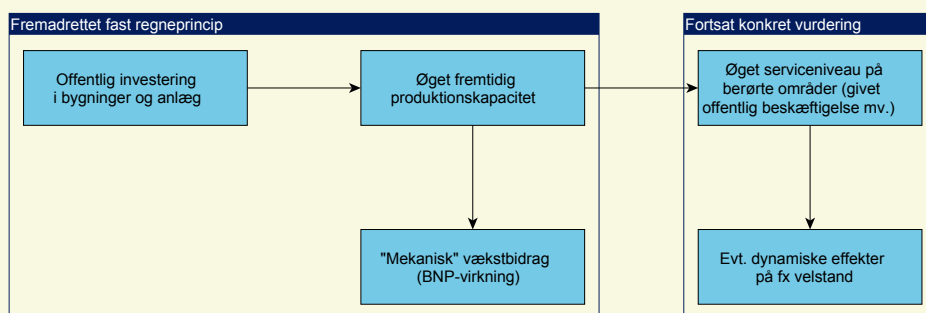 Fremadrettet fast regneprincip
Offentlig investering
i bygninger og anlæg
Øget fremtidig
produktionskapacitet
"Mekanisk" vækstbidrag
(BNP-virkning)
Fortsat konkret vurdering
Øget serviceniveau på
berørte områder (givet
offentlig beskæftigelse mv.)
Evt. dynamiske effekter
på fx velstand